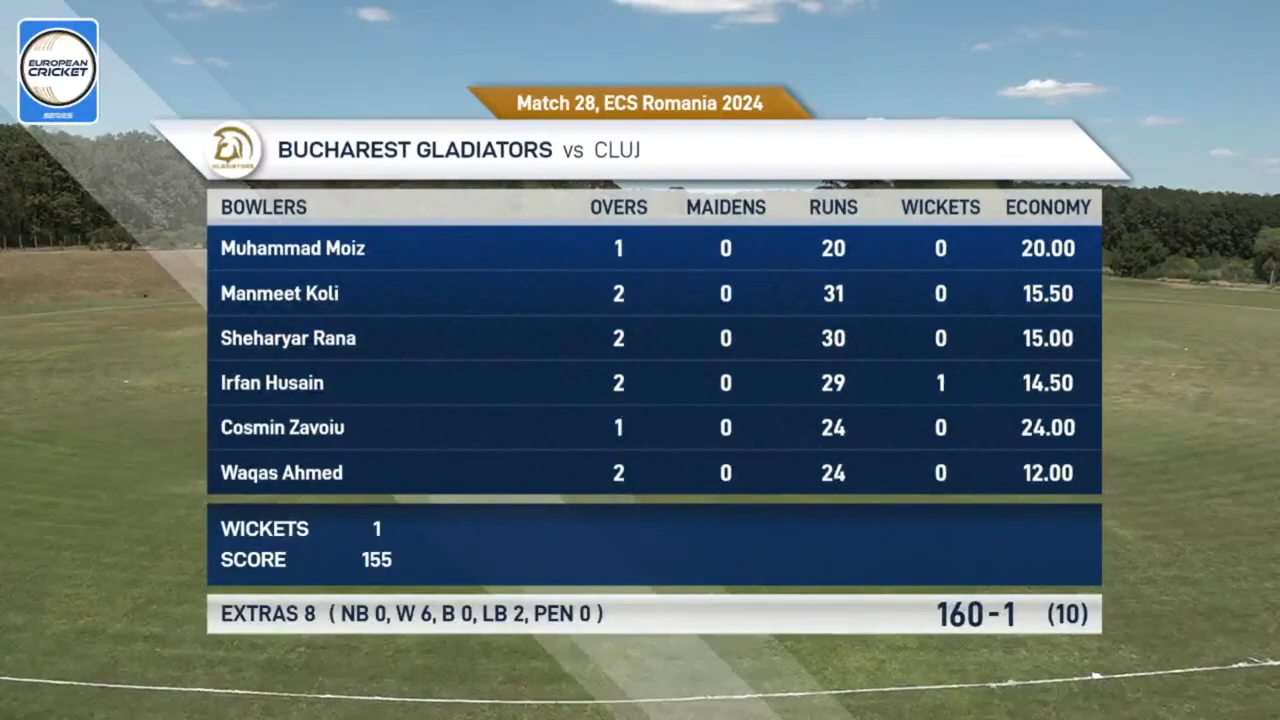 EUROPEAN
CRICKET
SERIES
Match 28, ECS Romania 2024
GLADIATORS
BUCHAREST GLADIATORS vs CLUJ
BOWLERS OVERS MAIDENS RUNS WICKETS ECONOMY
Muhammad Moiz 1 0 20 0 20.00
Manmeet Koli 2 0 31 0 15.50
Sheharyar Rana 2 0 30 0 15.00
Irfan Husain 2 0 29 1 14.50
Cosmin Zavoiu 1 0 24 0 24.00
Waqas Ahmed 2 0 24 0 12.00
WICKETS 1
SCORE 155
EXTRAS 8 ( NB 0, W 6, B 0, LB 2, PEN 0 ) 160-1 (10)